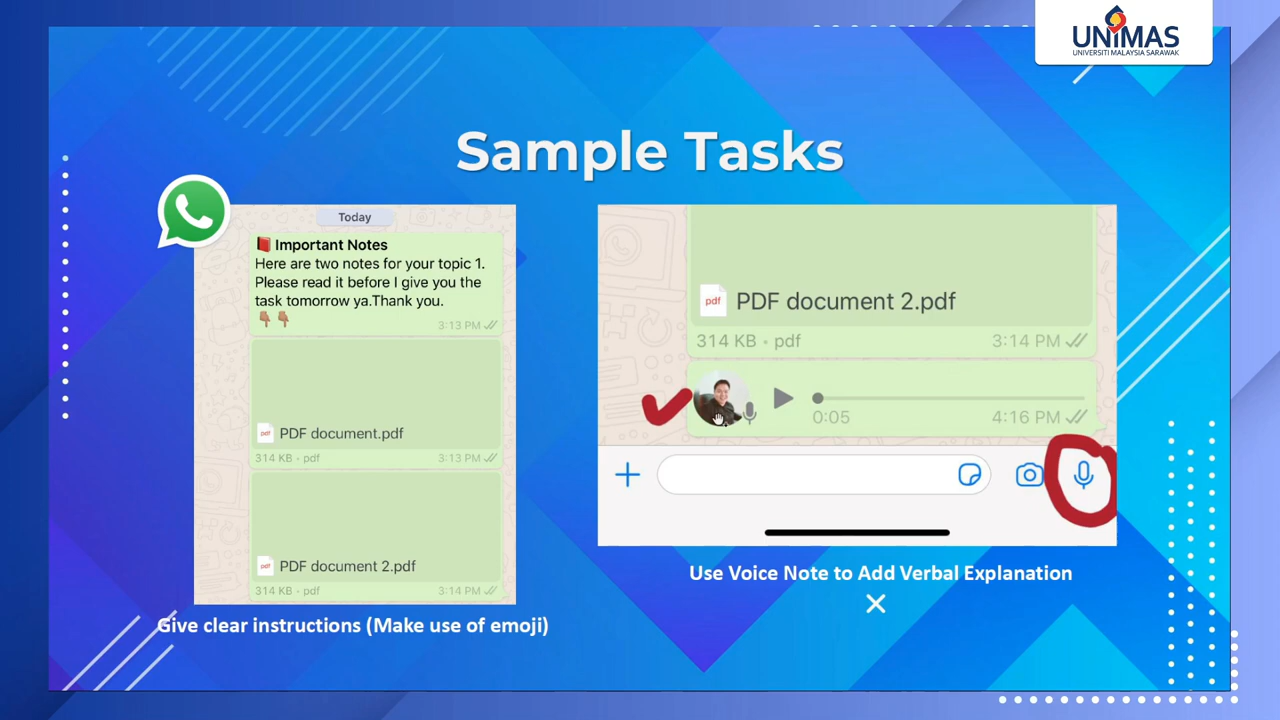 UNIMAS
UNIVERSITI MALAYSIA SARAWAK
Sample Tasks
Today
📕 Important Notes
Here are two notes for your topic 1.
Please read it before I give you the
task tomorrow ya.Thank you.
👇🏽 👇🏽
3:13 PM
pdf PDF document.pdf
314 KB • pdf 3:13 PM
pdf PDF document 2.pdf
314 KB • pdf 3:14 PM
Give clear instructions (Make use of emoji)
pdf PDF document 2.pdf
314 KB • pdf 3:14 PM
0:05 4:16 PM
Use Voice Note to Add Verbal Explanation